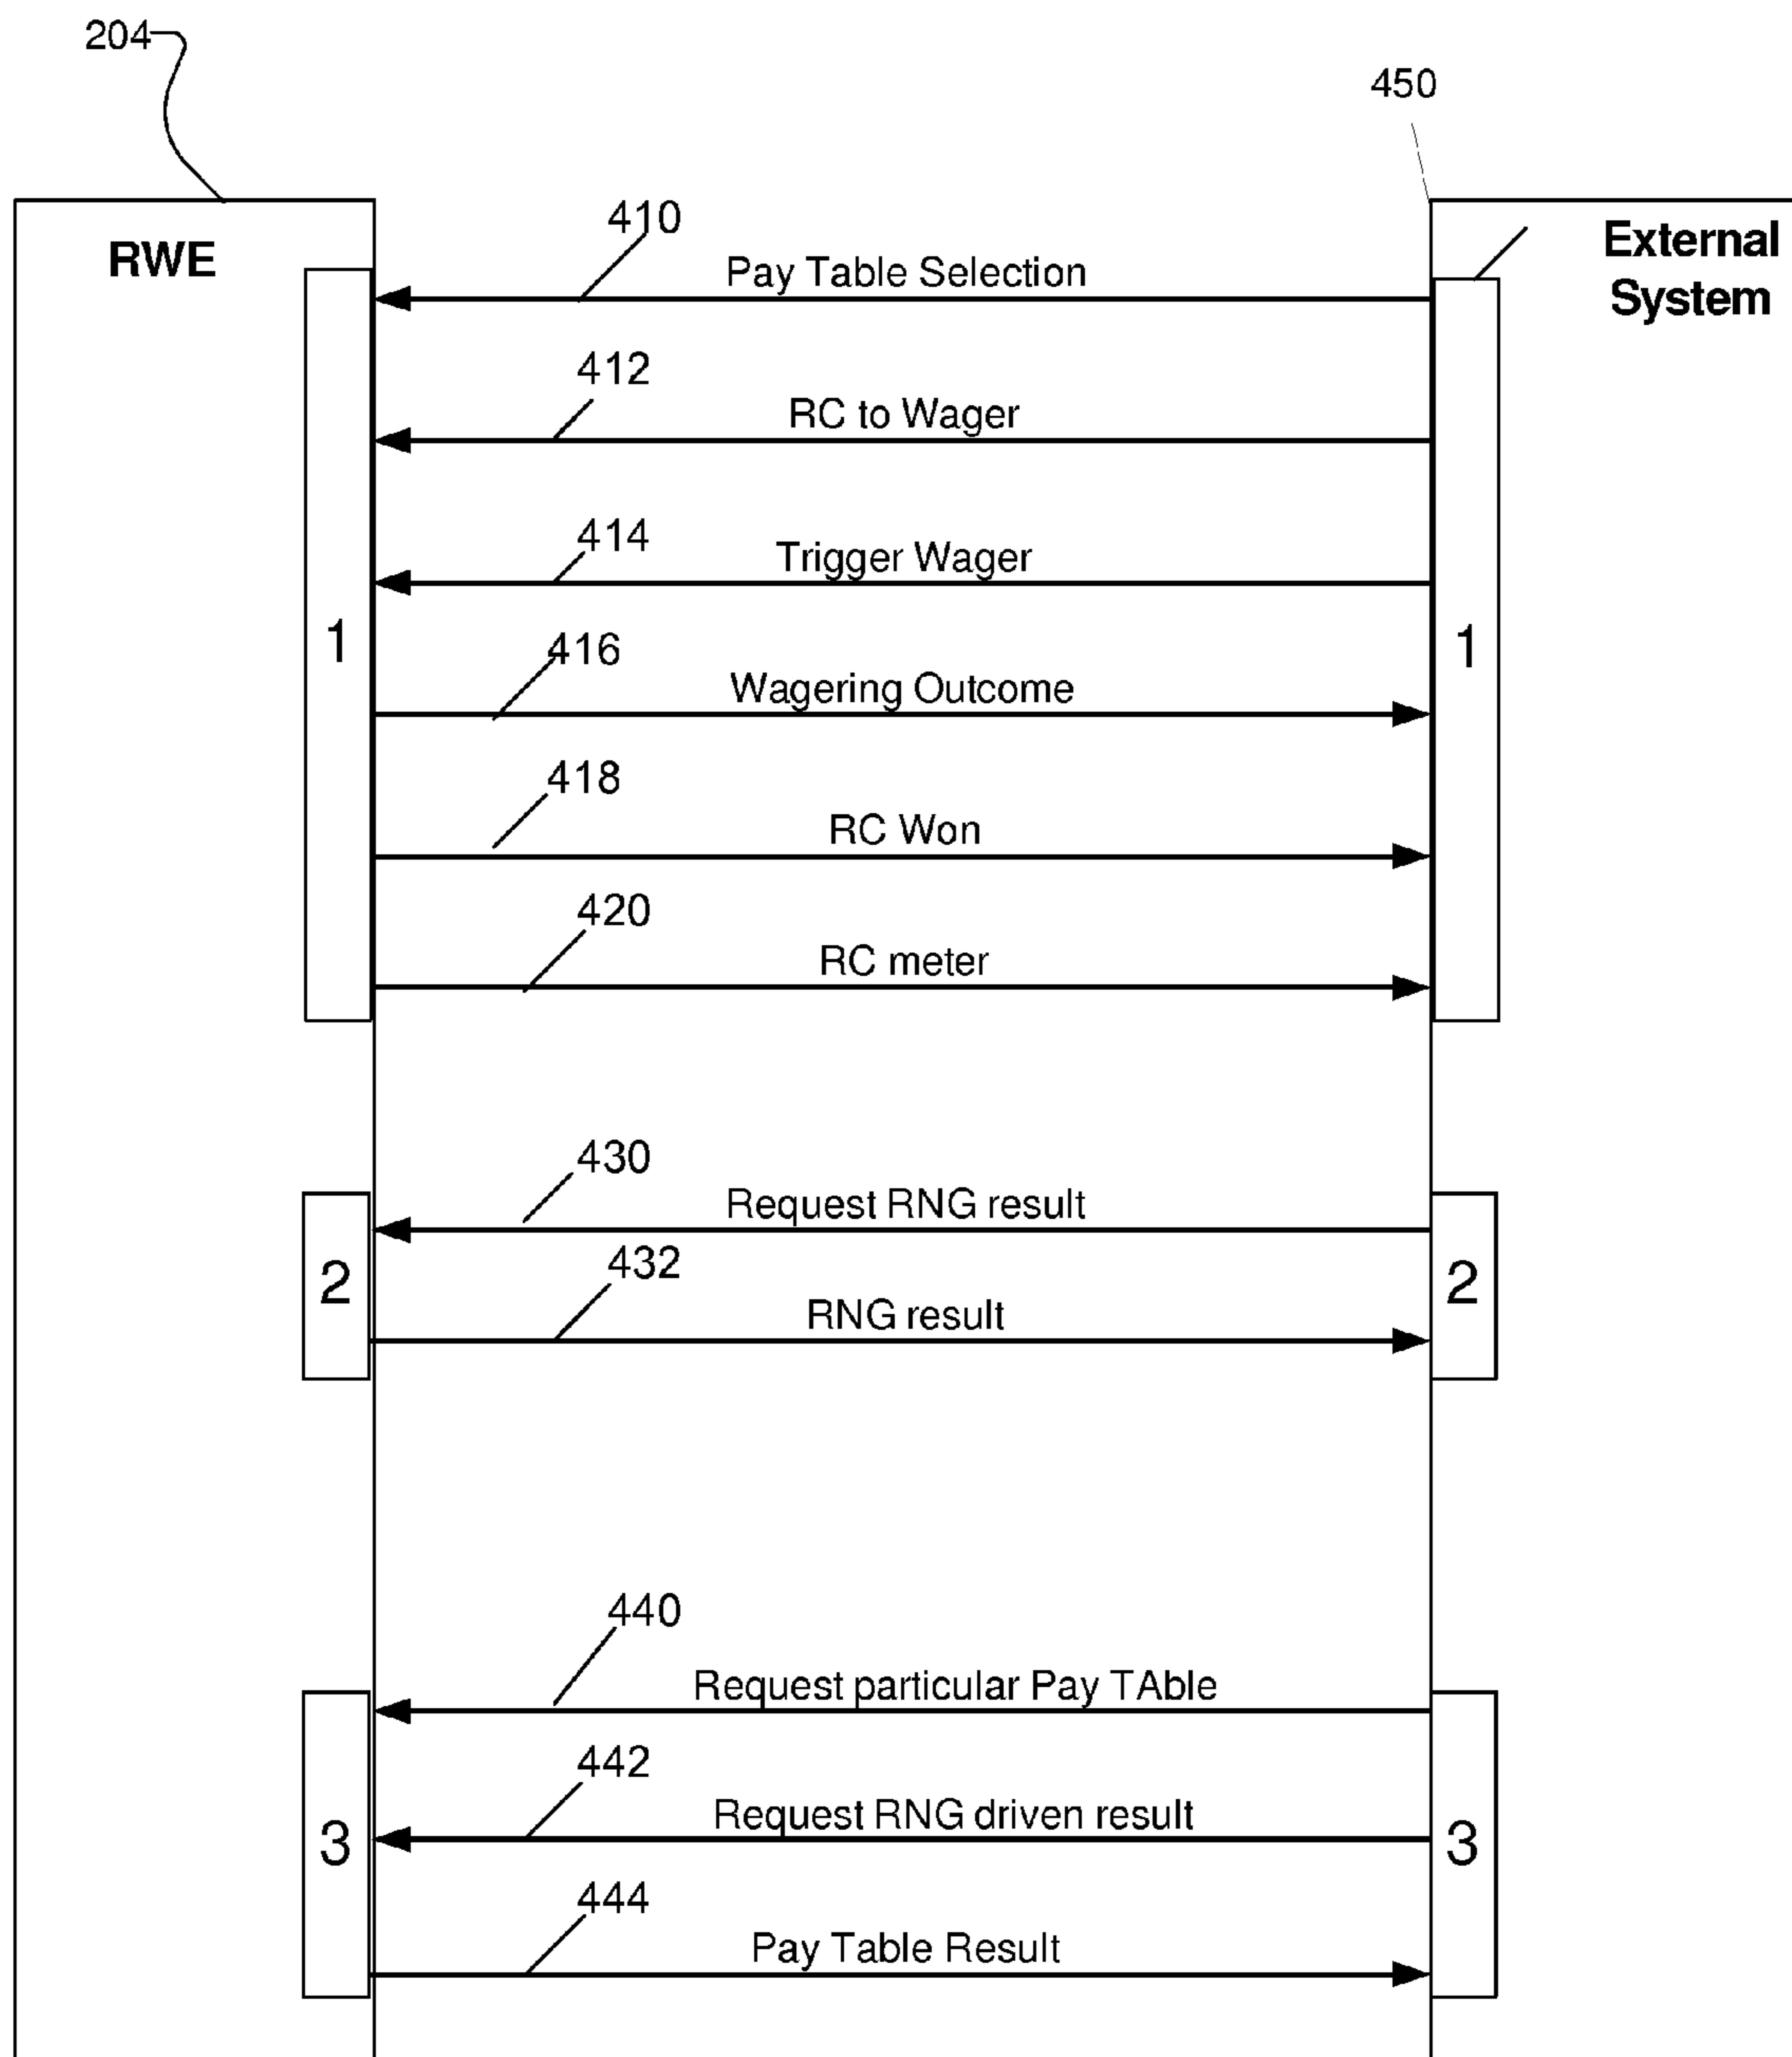 204
450
RWE
External
System
410
Pay Table Selection
412
RC to Wager
414
Trigger Wager
1
1
416
Wagering Outcome
418
RC Won
420
RC meter
430
Request RNG result
2
2
432
RNG result
440
Request particular Pay TAble
442
Request RNG driven result
3
3
444
Pay Table Result